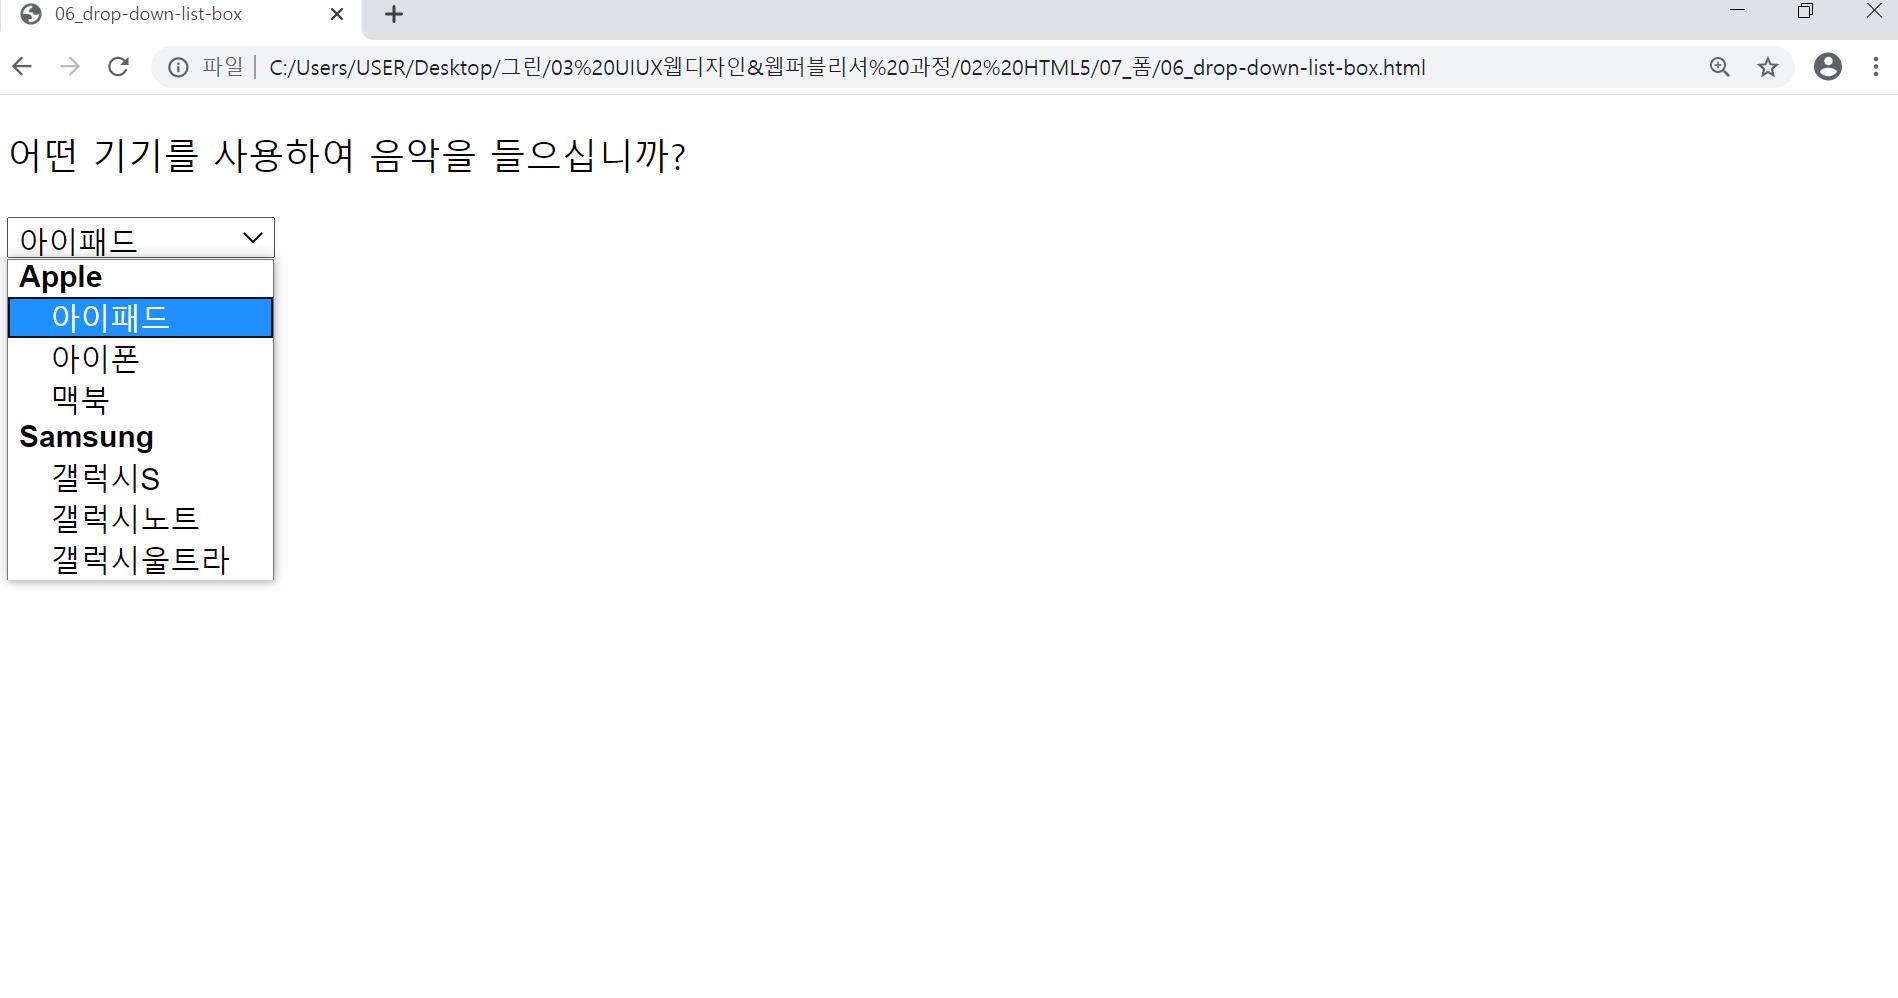 06_drop-down-list-box
파일 | C:/Users/USER/Desktop/그린/03%20UIUX웹디자인&웹퍼블리셔%20과정/02%20HTML5/07_폼/06_drop-down-list-box.html
어떤 기기를 사용하여 음악을 들으십니까?
아이패드
Apple
아이패드
아이폰
맥북
Samsung
갤럭시S
갤럭시노트
갤럭시울트라